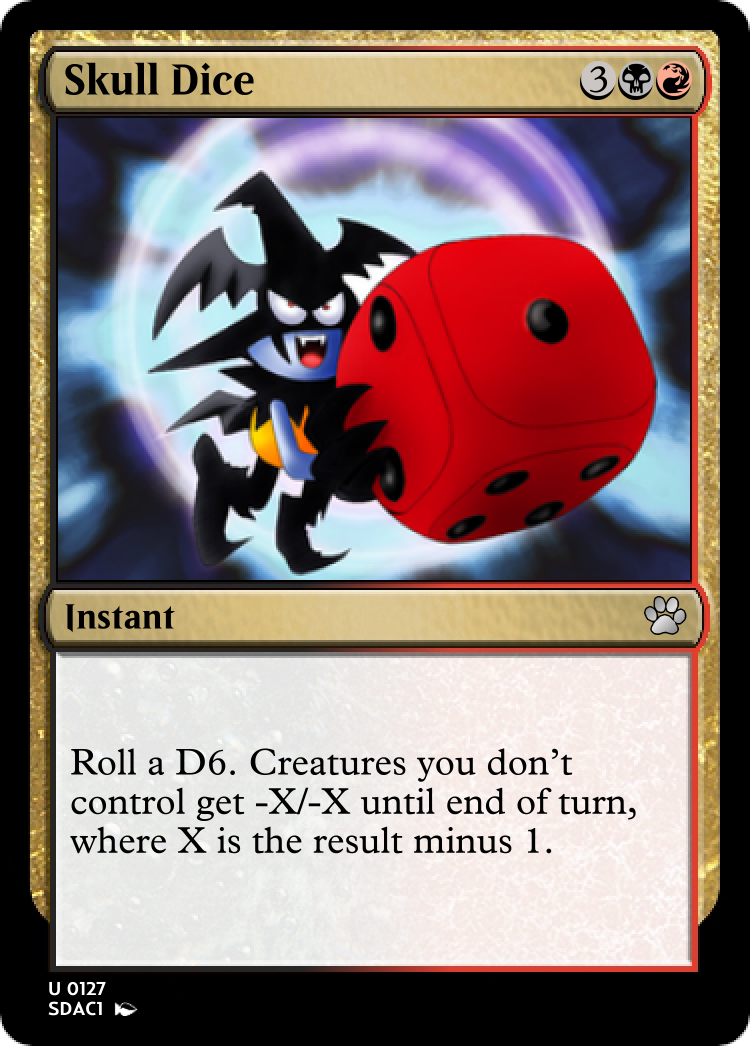 Skull Dice 3
Instant
Roll a D6. Creatures you don't
control get -X/-X until end of turn,
where X is the result minus 1.
U 0127
SDAC1